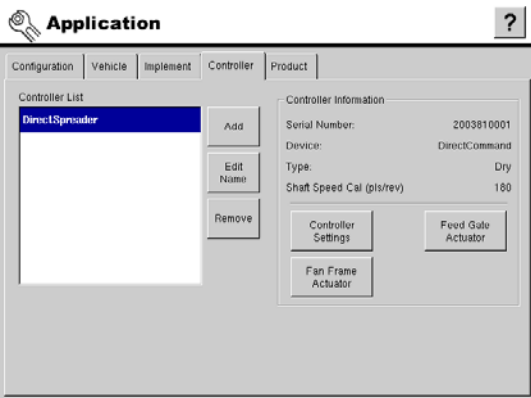 Application
?
Configuration Vehicle Implement Controller Product
Controller List
DirectSpreader
Add
Edit
Name
Remove
Controller Information
Serial Number: 2003810001
Device: DirectCommand
Type: Dry
Shaft Speed Cal (pls/rev) 180
Controller
Settings
Feed Gate
Actuator
Fan Frame
Actuator